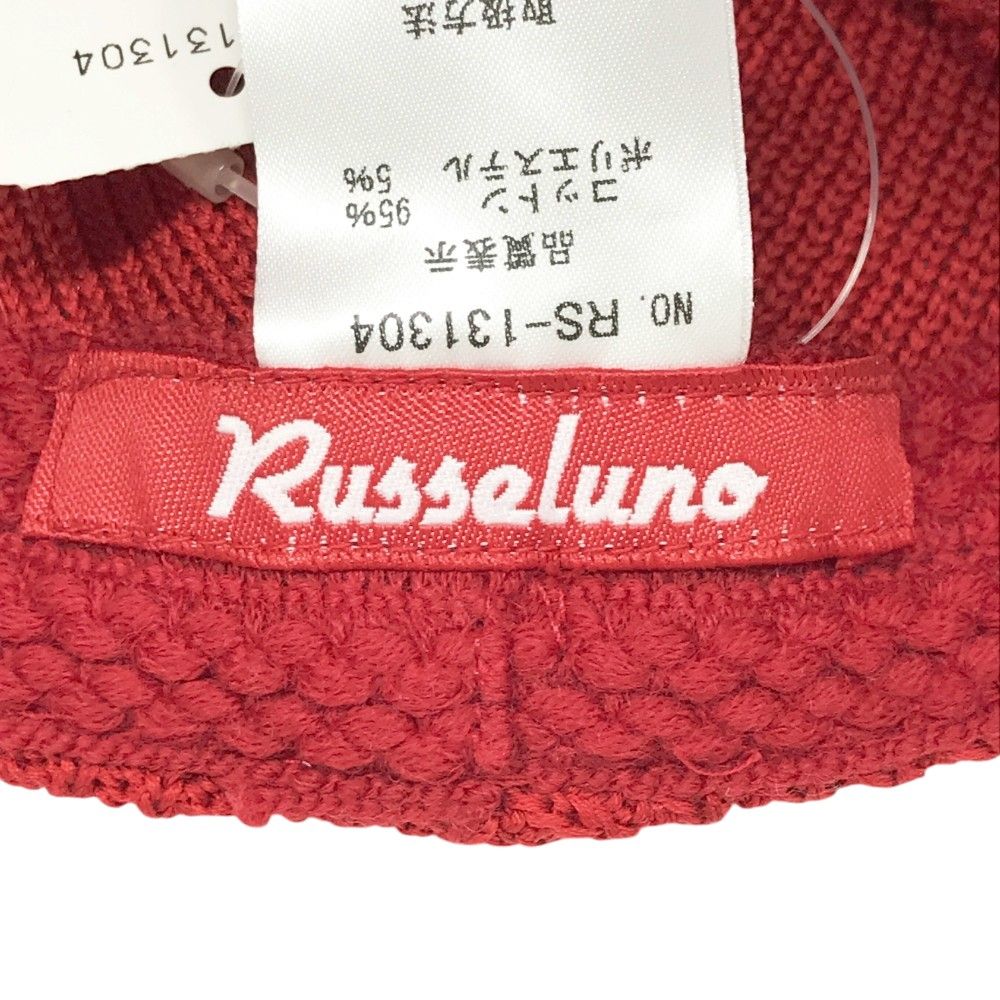 131304
NO. RS-131304
品質表示
コットン 95%
ポリエステル 5%
取扱方法
Russeluno